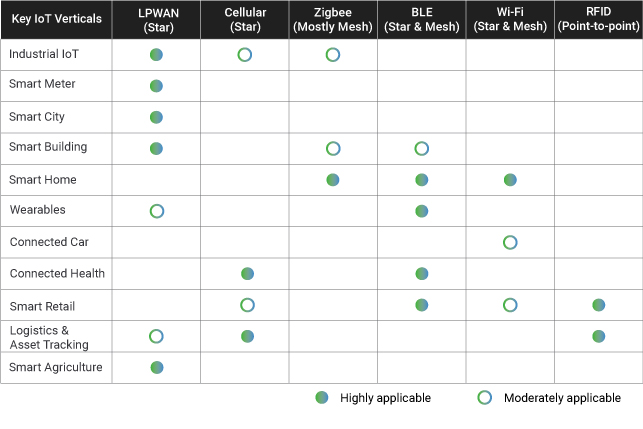 Key IoT Verticals
LPWAN
(Star)
Cellular
(Star)
Zigbee
(Mostly Mesh)
BLE
(Star & Mesh)
Wi-Fi
(Star & Mesh)
RFID
(Point-to-point)
Industrial IoT
Smart Meter
Smart City
Smart Building
Smart Home
Wearables
Connected Car
Connected Health
Smart Retail
Logistics &
Asset Tracking
Smart Agriculture
Highly applicable
Moderately applicable